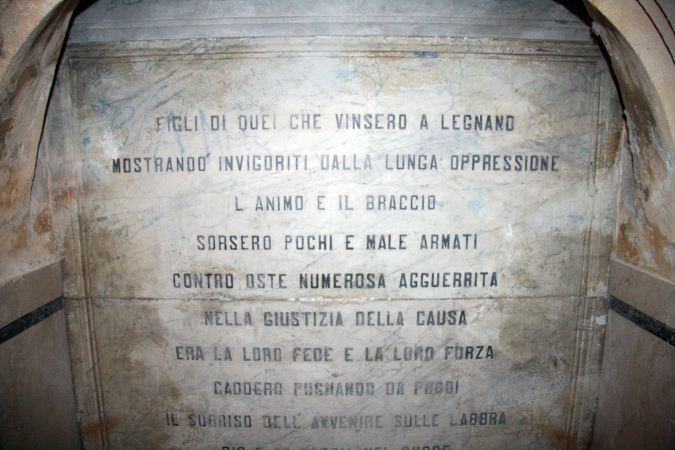 FIGLI DI QUEI CHE VINSERO A LEGNANO
MOSTRANDO INVIGORITI DALLA LUNGA OPPRESSIONE
L ANIMO E IL BRACCIO
SORSERO POCHI E MALE ARMATI
CONTRO OSTE NUMEROSA AGGUERRITA
NELLA GIUSTIZIA DELLA CAUSA
ERA LA LORO FEDE E LA LORO FORZA
CADDERO PUGNANDO DA PRODI
IL SORRISO DELL AVVENIRE SULLE LABBRA